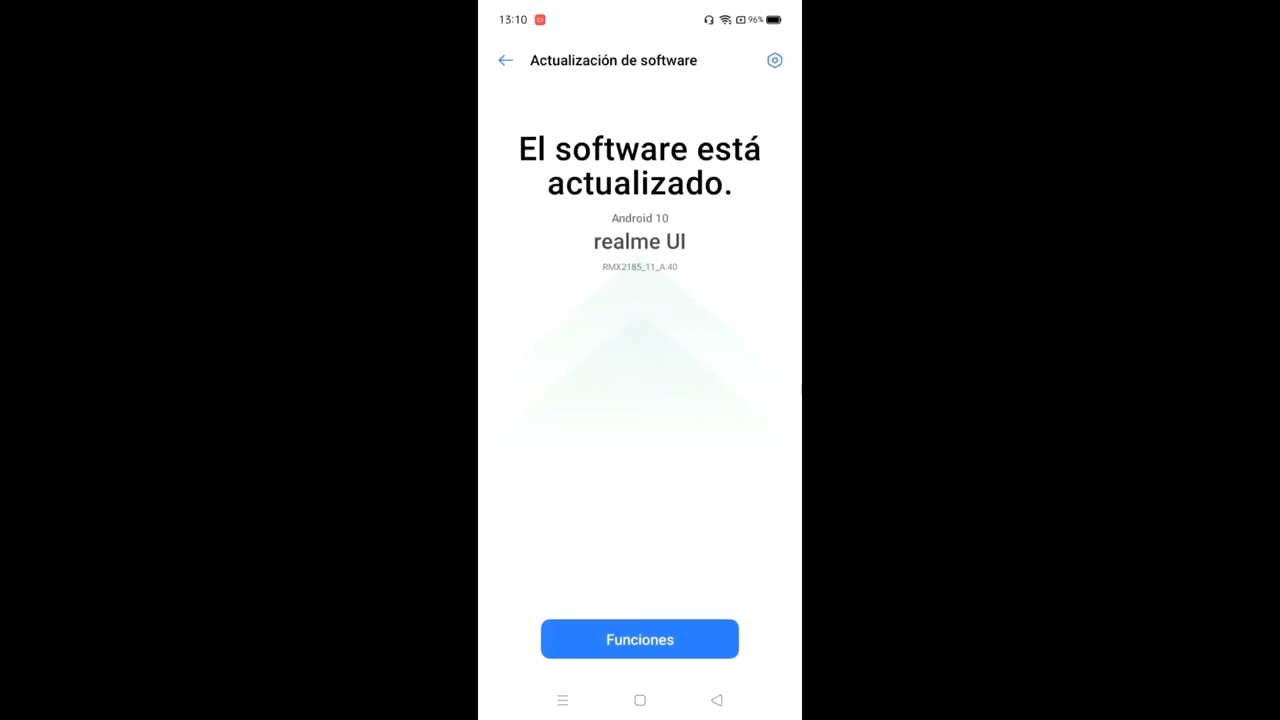 13:10
96%
Actualización de software
El software está
actualizado.
Android 10
realme UI
RMX2185_11_A.40
Funciones